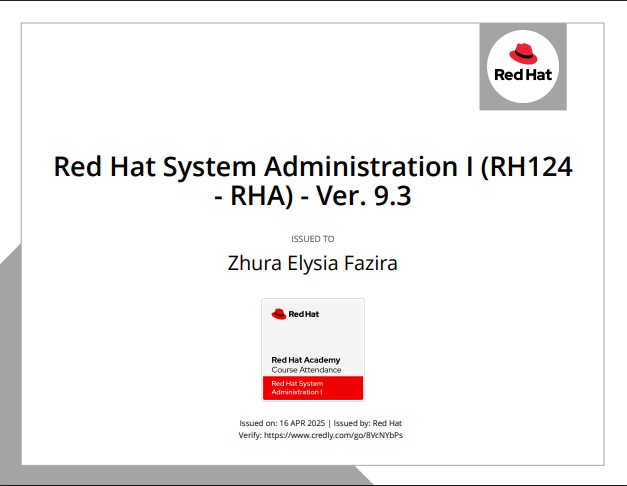 Red Hat
Red Hat System Administration I (RH124
- RHA) - Ver. 9.3
ISSUED TO
Zhura Elysia Fazira
Red Hat
Red Hat Academy
Course Attendance
Red Hat System
Administration I
Issued on: 16 APR 2025 | Issued by: Red Hat
Verify: https://www.credly.com/go/8VcNYbPs